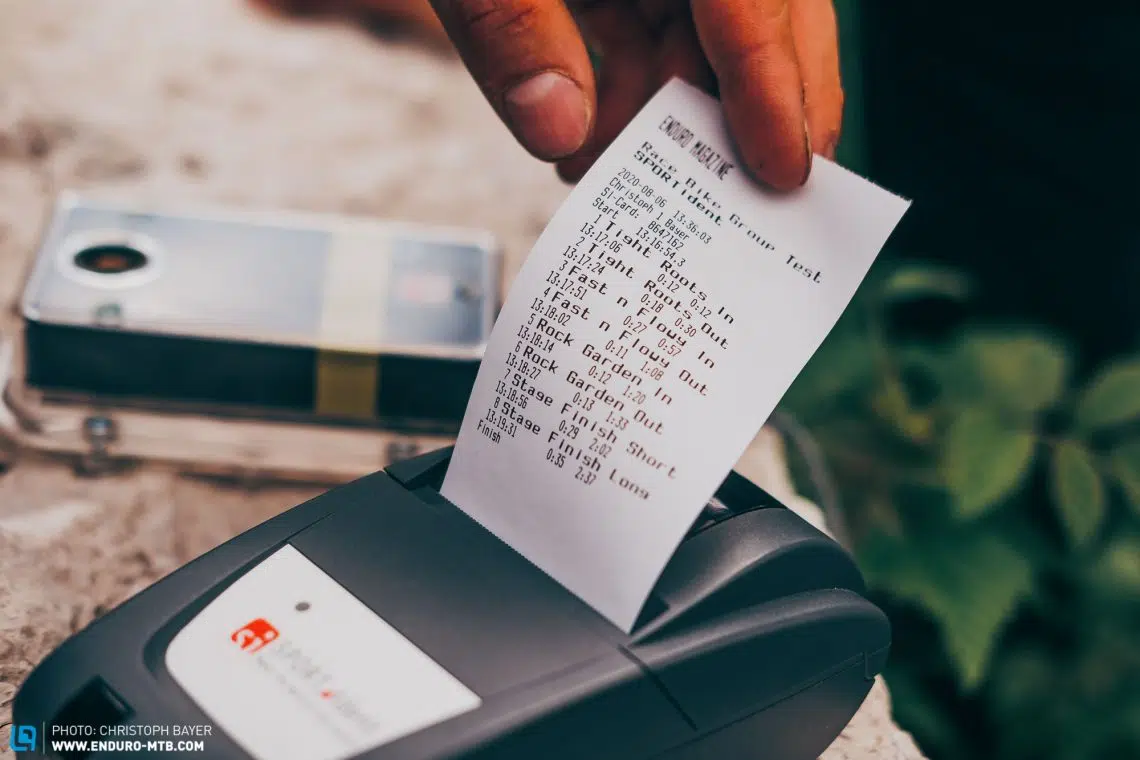 ENDURO MAGAZINE
Race Bike Group Test
SPORTident
2020-08-06 13:36:03
Christoph 1 Bayer
SI-Card: 8647162
Start 13:16:54.3
1 Tight Roots In
13:17:06 0:12 0:12
2 Tight Roots Out
13:17:24 0:18 0:30
3 Fast n Flowy In
13:17:51 0:27 0:57
4 Fast n Flowy Out
13:18:02 0:11 1:08
5 Rock Garden In
13:18:14 0:12 1:20
6 Rock Garden Out
13:18:27 0:13 1:33
7 Stage Finish Short
13:18:56 0:29 2:02
8 Stage Finish Long
13:19:31 0:35 2:37
Finish
PHOTO: CHRISTOPH BAYER
WWW.ENDURO-MTB.COM